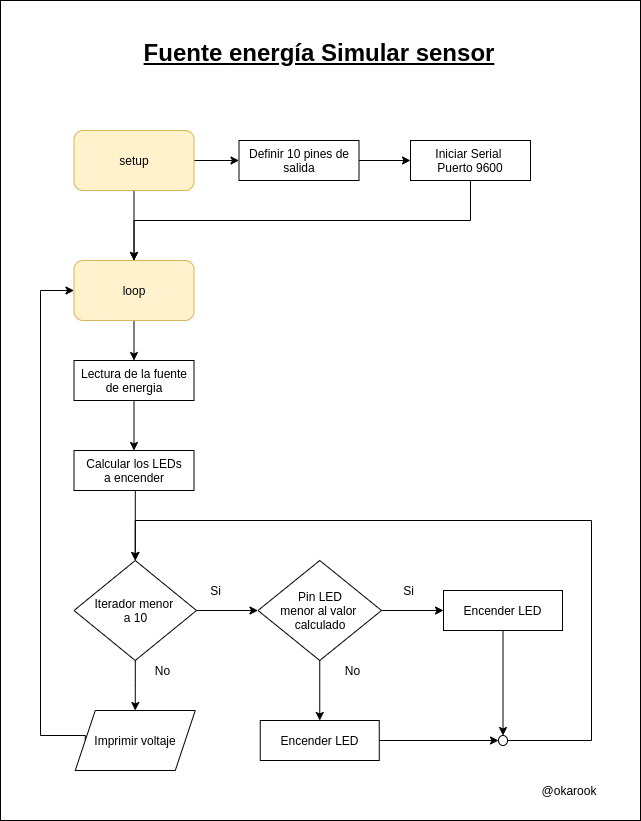 Fuente energía Simular sensor
setup
Definir 10 pines de
salida
Iniciar Serial
Puerto 9600
loop
Lectura de la fuente
de energia
Calcular los LEDs
a encender
Iterador menor
a 10
Si
Pin LED
menor al valor
calculado
Si
Encender LED
No
No
Imprimir voltaje
Encender LED
@okarook